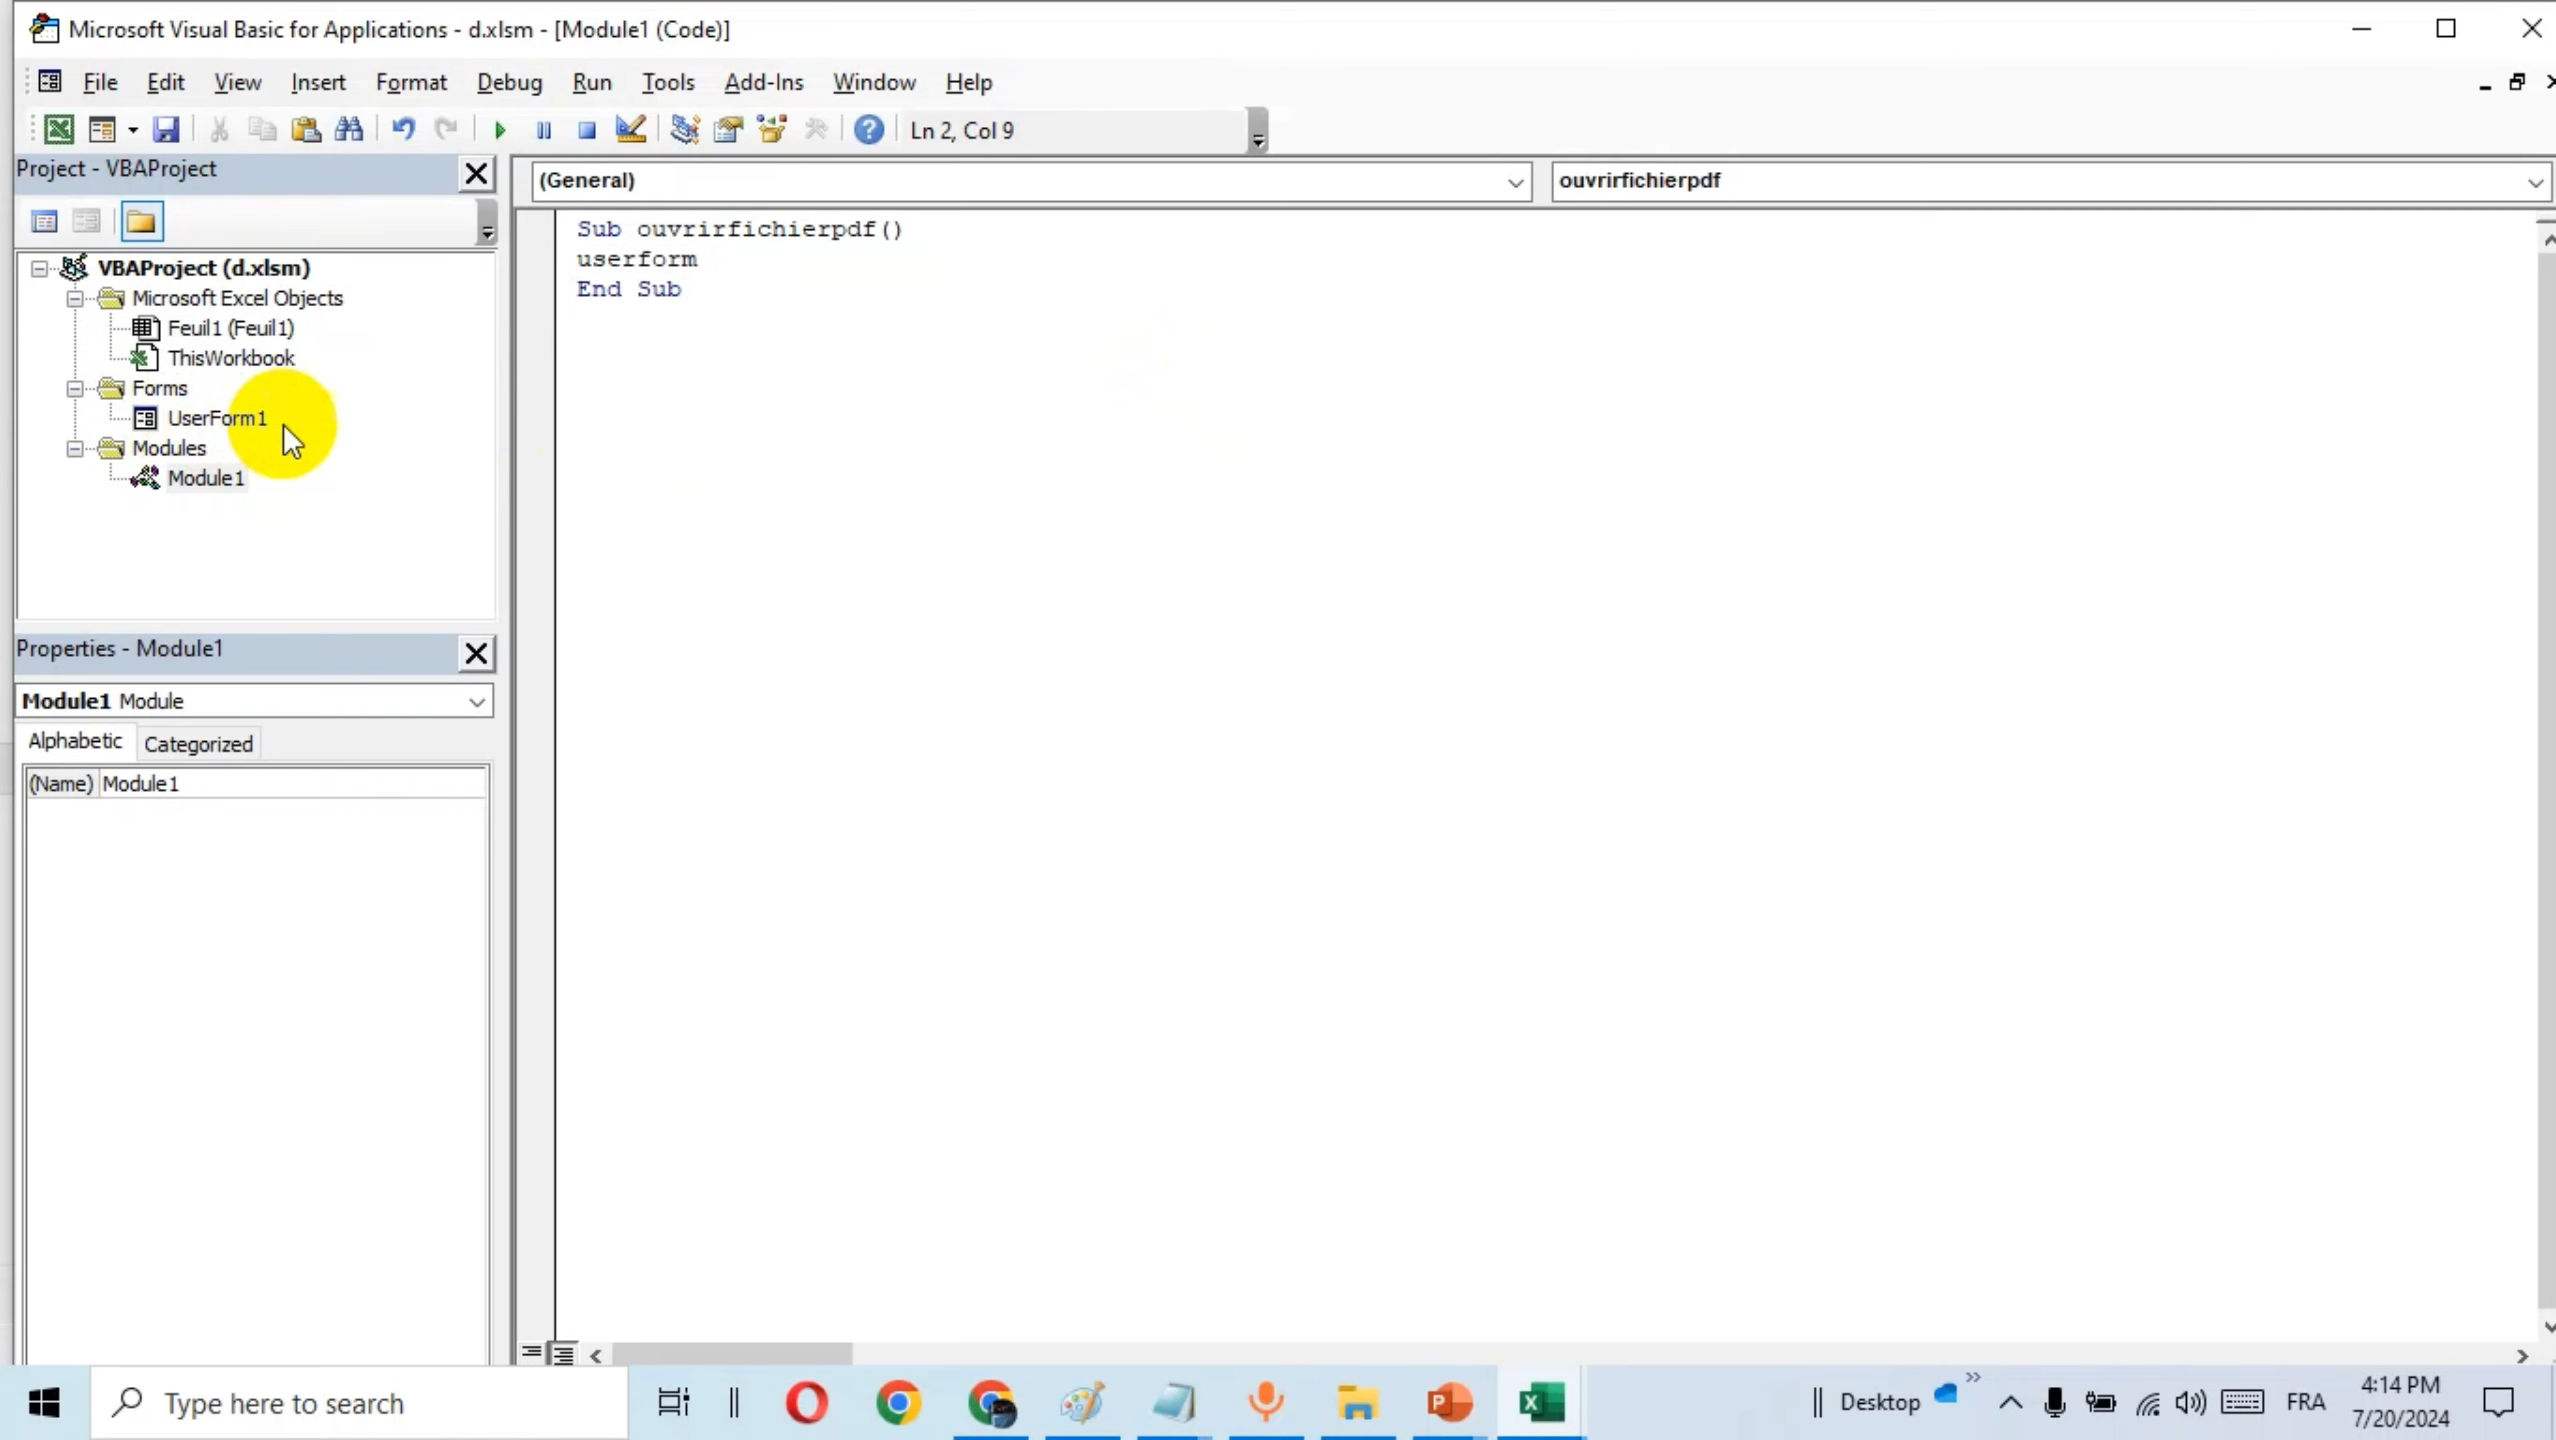 Microsoft Visual Basic for Applications - d.xlsm - [Module1 (Code)]
File Edit View Insert Format Debug Run Tools Add-Ins Window Help
Ln 2, Col 9
Project - VBAProject
(General)
ouvrirfichierpdf
VBAProject (d.xlsm)
Microsoft Excel Objects
Feuil1 (Feuil1)
ThisWorkbook
Forms
UserForm1
Modules
Module1
Sub ouvrirfichierpdf()
userform
End Sub
Properties - Module1
Module1 Module
Alphabetic Categorized
(Name) Module1
Type here to search
Desktop
FRA
4:14 PM
7/20/2024